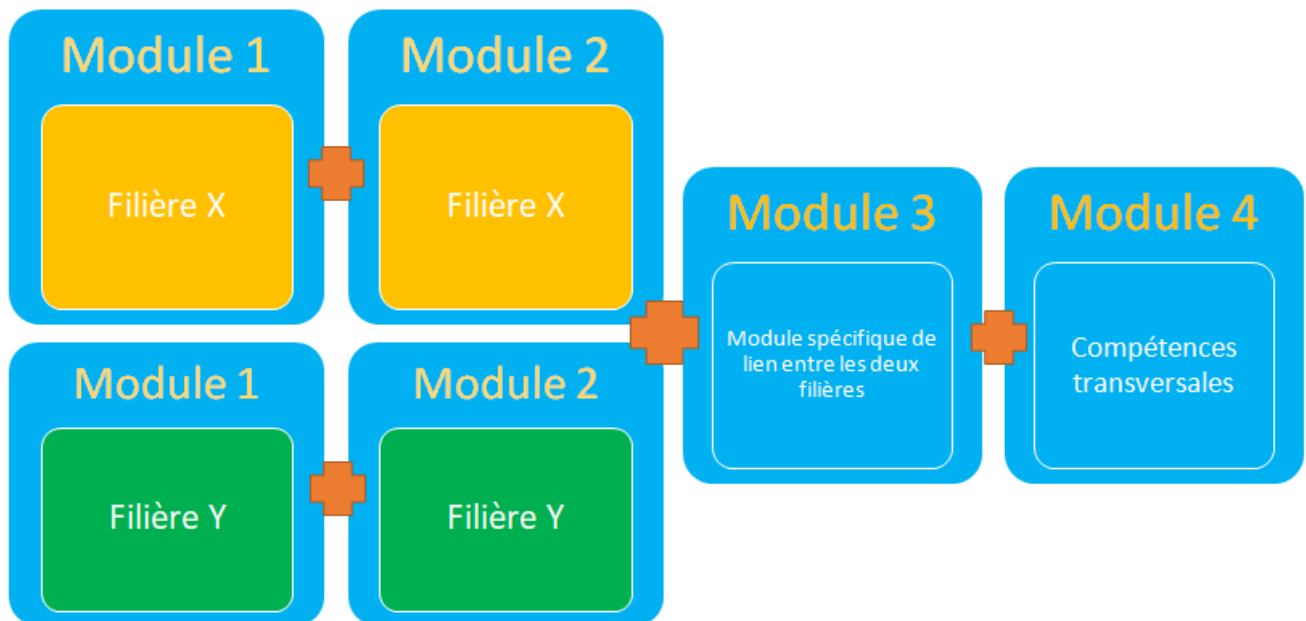 Module 1
Filière X
Module 2
Filière X
Module 1
Filière Y
Module 2
Filière Y
Module 3
Module spécifique de
lien entre les deux
filières
Module 4
Compétences
transversales